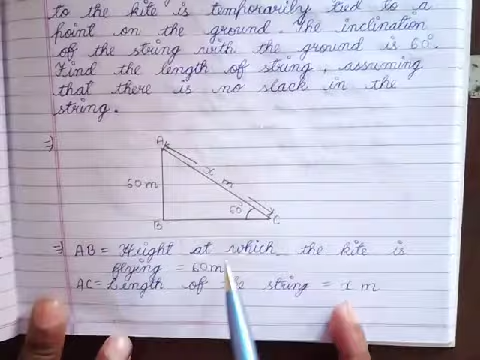 to the kite is temporarily tied to a
point on the ground. The inclination
of the string with the ground is 60°.
Find the length of string, assuming
that there is no slack in the
string.
⇒
A
x m
60m
60°
B
C
⇒ AB = Height at which the kite is
flying = 60m
AC = Length of string = x m